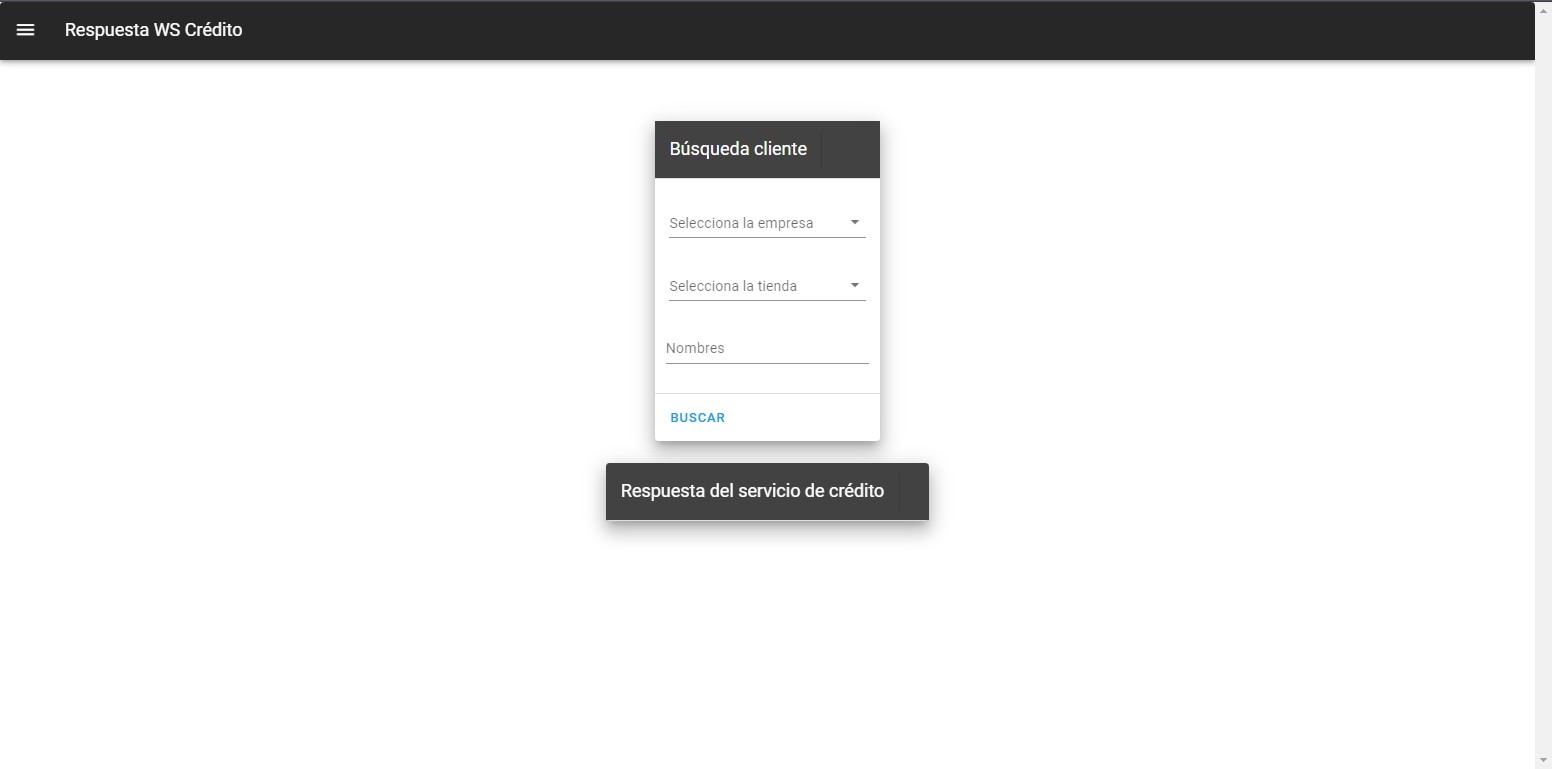 Respuesta WS Crédito
Búsqueda cliente
Selecciona la empresa
Selecciona la tienda
Nombres
BUSCAR
Respuesta del servicio de crédito